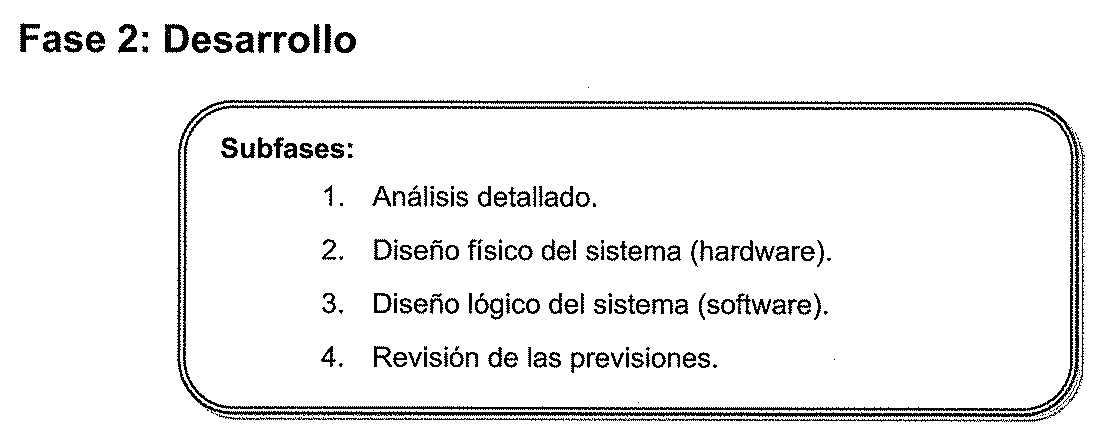 Fase 2: Desarrollo
Subfases:
1. Análisis detallado.
2. Diseño físico del sistema (hardware).
3. Diseño lógico del sistema (software).
4. Revisión de las previsiones.